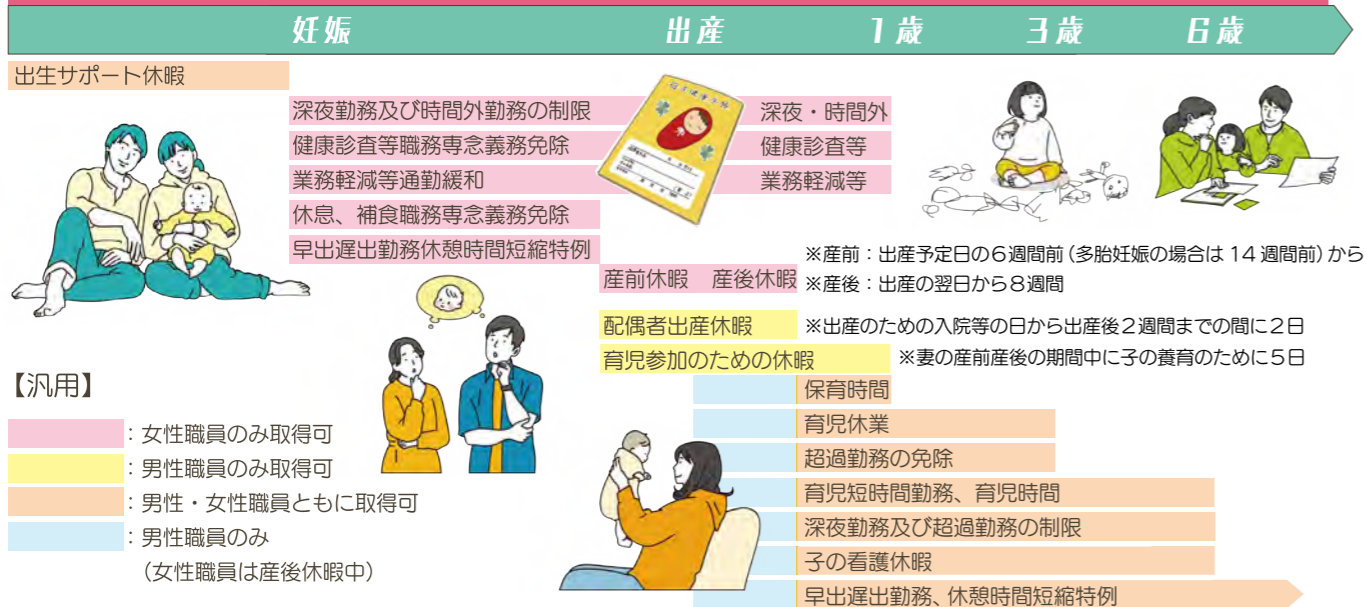 妊娠 出産 1歳 3歳 6歳
出生サポート休暇
深夜勤務及び時間外勤務の制限 深夜・時間外
健康診査等職務専念義務免除 健康診査等
業務軽減等通勤緩和 業務軽減等
休息、補食職務専念義務免除
早出遅出勤務休憩時間短縮特例
母子健康手帳
産前休暇 産後休暇
※産前：出産予定日の6週間前（多胎妊娠の場合は14週間前）から
※産後：出産の翌日から8週間
配偶者出産休暇 ※出産のための入院等の日から出産後2週間までの間に2日
育児参加のための休暇 ※妻の産前産後の期間中に子の養育のために5日
保育時間
育児休業
超過勤務の免除
育児短時間勤務、育児時間
深夜勤務及び超過勤務の制限
子の看護休暇
早出遅出勤務、休憩時間短縮特例
【汎用】
：女性職員のみ取得可
：男性職員のみ取得可
：男性・女性職員ともに取得可
：男性職員のみ
（女性職員は産後休暇中）